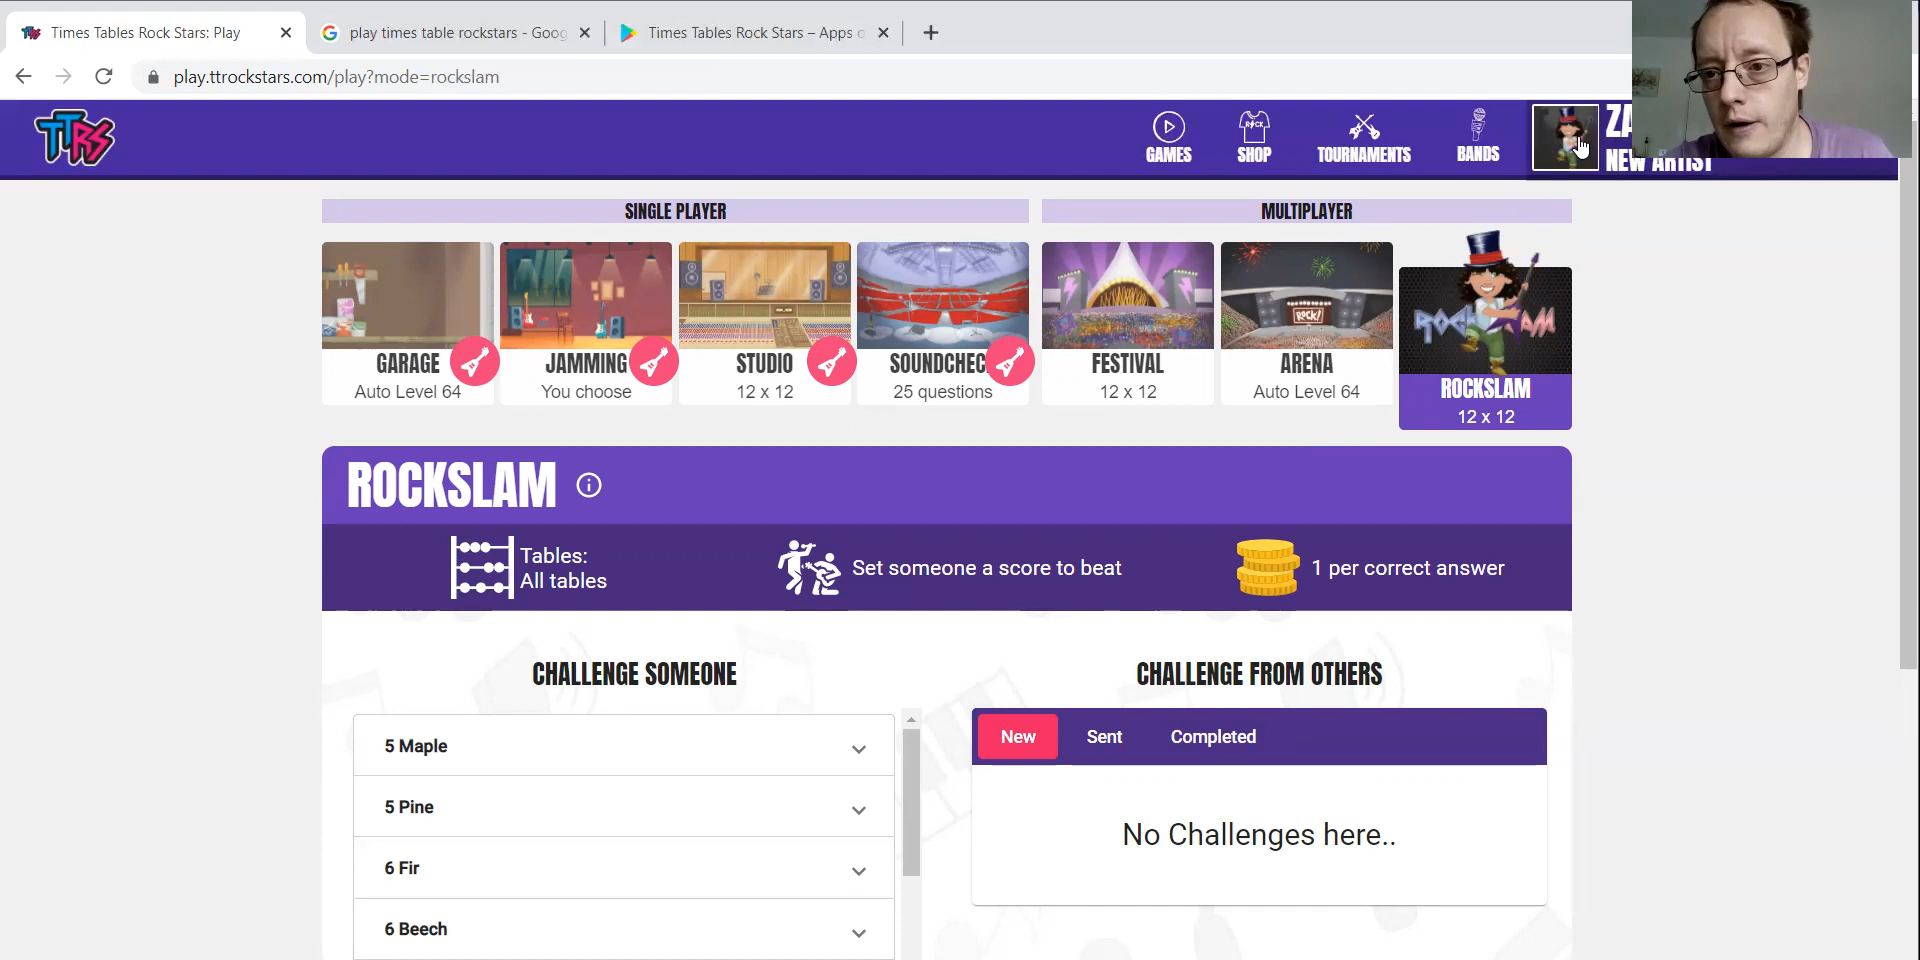 Times Tables Rock Stars: Play
play times table rockstars - Goog
Times Tables Rock Stars – Apps o
play.ttrockstars.com/play?mode=rockslam
TTRS
GAMES
ROCK
SHOP
TOURNAMENTS
BANDS
ZA
NEW ARTIST
SINGLE PLAYER
MULTIPLAYER
ROCK!
GARAGE
Auto Level 64
JAMMING
You choose
STUDIO
12 x 12
SOUNDCHEC
25 questions
FESTIVAL
12 x 12
ARENA
Auto Level 64
ROCKSLAM
12 x 12
ROCKSLAM
Tables:
All tables
Set someone a score to beat
1 per correct answer
CHALLENGE SOMEONE
5 Maple
5 Pine
6 Fir
6 Beech
CHALLENGE FROM OTHERS
New
Sent
Completed
No Challenges here..